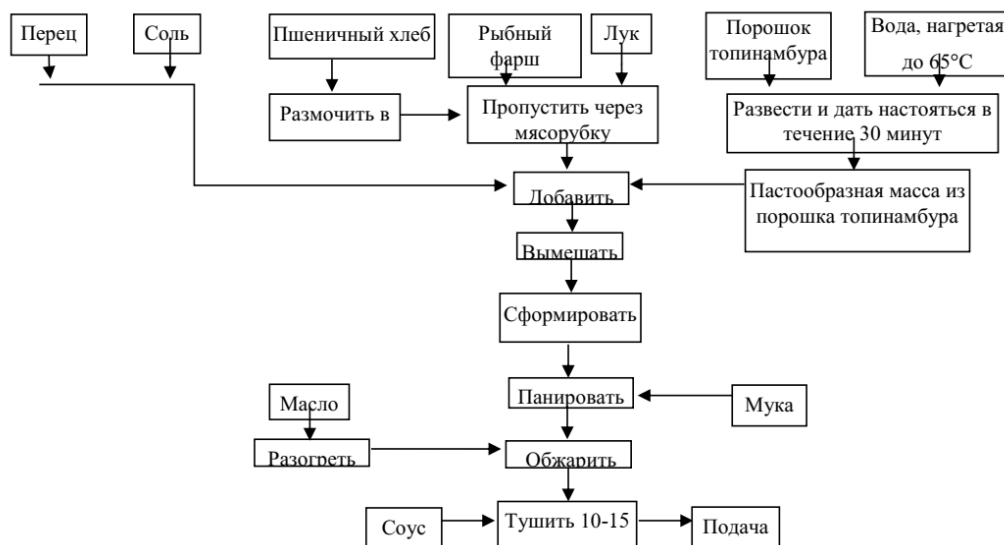 Перец
Соль
Пшеничный хлеб
Рыбный
фарш
Лук
Порошок
топинамбура
Вода, нагретая
до 65°С
Размочить в
Пропустить через
мясорубку
Развести и дать настояться в
течение 30 минут
Добавить
Пастообразная масса из
порошка топинамбура
Вымешать
Сформировать
Панировать
Мука
Масло
Разогреть
Обжарить
Соус
Тушить 10-15
Подача